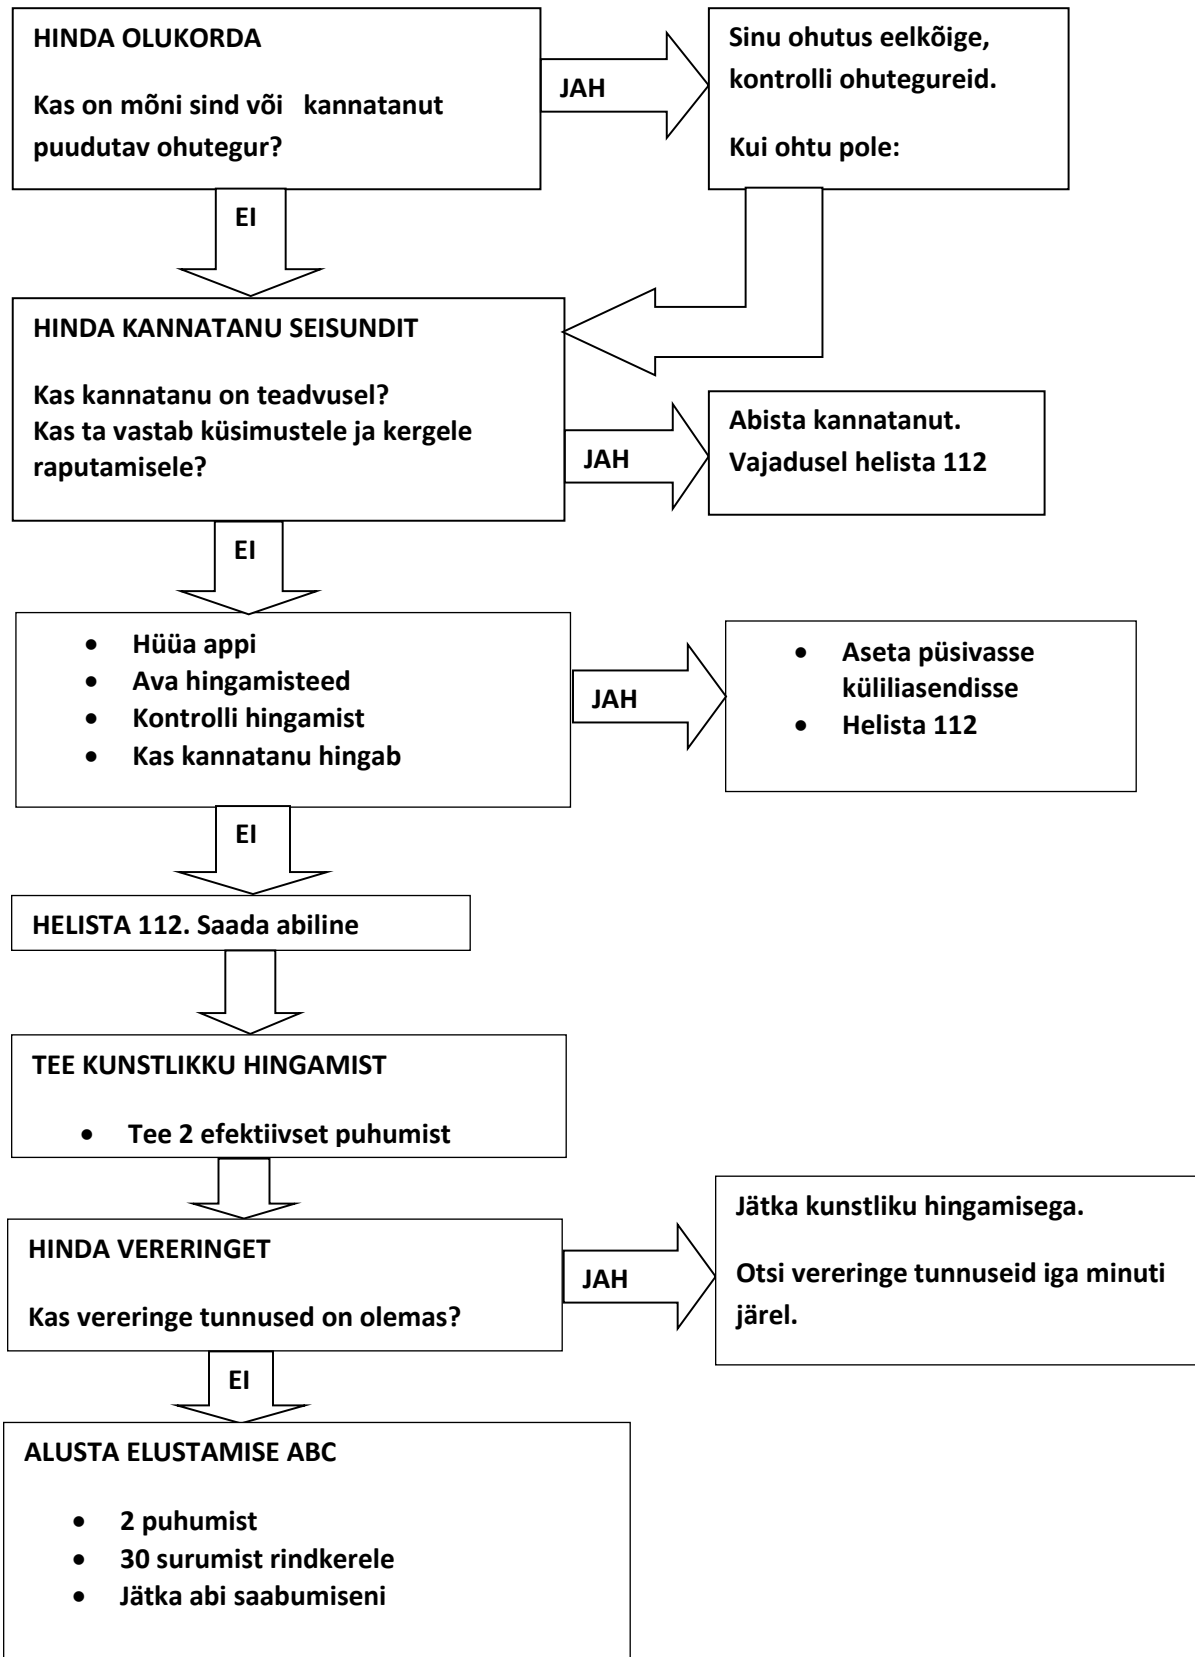 HINDA OLUKORDA
Kas on mõni sind või kannatanut
puudutav ohutegur?
JAH
Sinu ohutus eelkõige,
kontrolli ohutegureid.
Kui ohtu pole:
EI
HINDA KANNATANU SEISUNDIT
Kas kannatanu on teadvusel?
Kas ta vastab küsimustele ja kergele
raputamisele?
JAH
Abista kannatanut.
Vajadusel helista 112
EI
• Hüüa appi
• Ava hingamisteed
• Kontrolli hingamist
• Kas kannatanu hingab
JAH
• Aseta püsivasse
küliliasendisse
• Helista 112
EI
HELISTA 112. Saada abiline
TEE KUNSTLIKKU HINGAMIST
• Tee 2 efektiivset puhumist
HINDA VERERINGET
Kas vereringe tunnused on olemas?
JAH
Jätka kunstliku hingamisega.
Otsi vereringe tunnuseid iga minuti
järel.
EI
ALUSTA ELUSTAMISE ABC
• 2 puhumist
• 30 surumist rindkerele
• Jätka abi saabumiseni